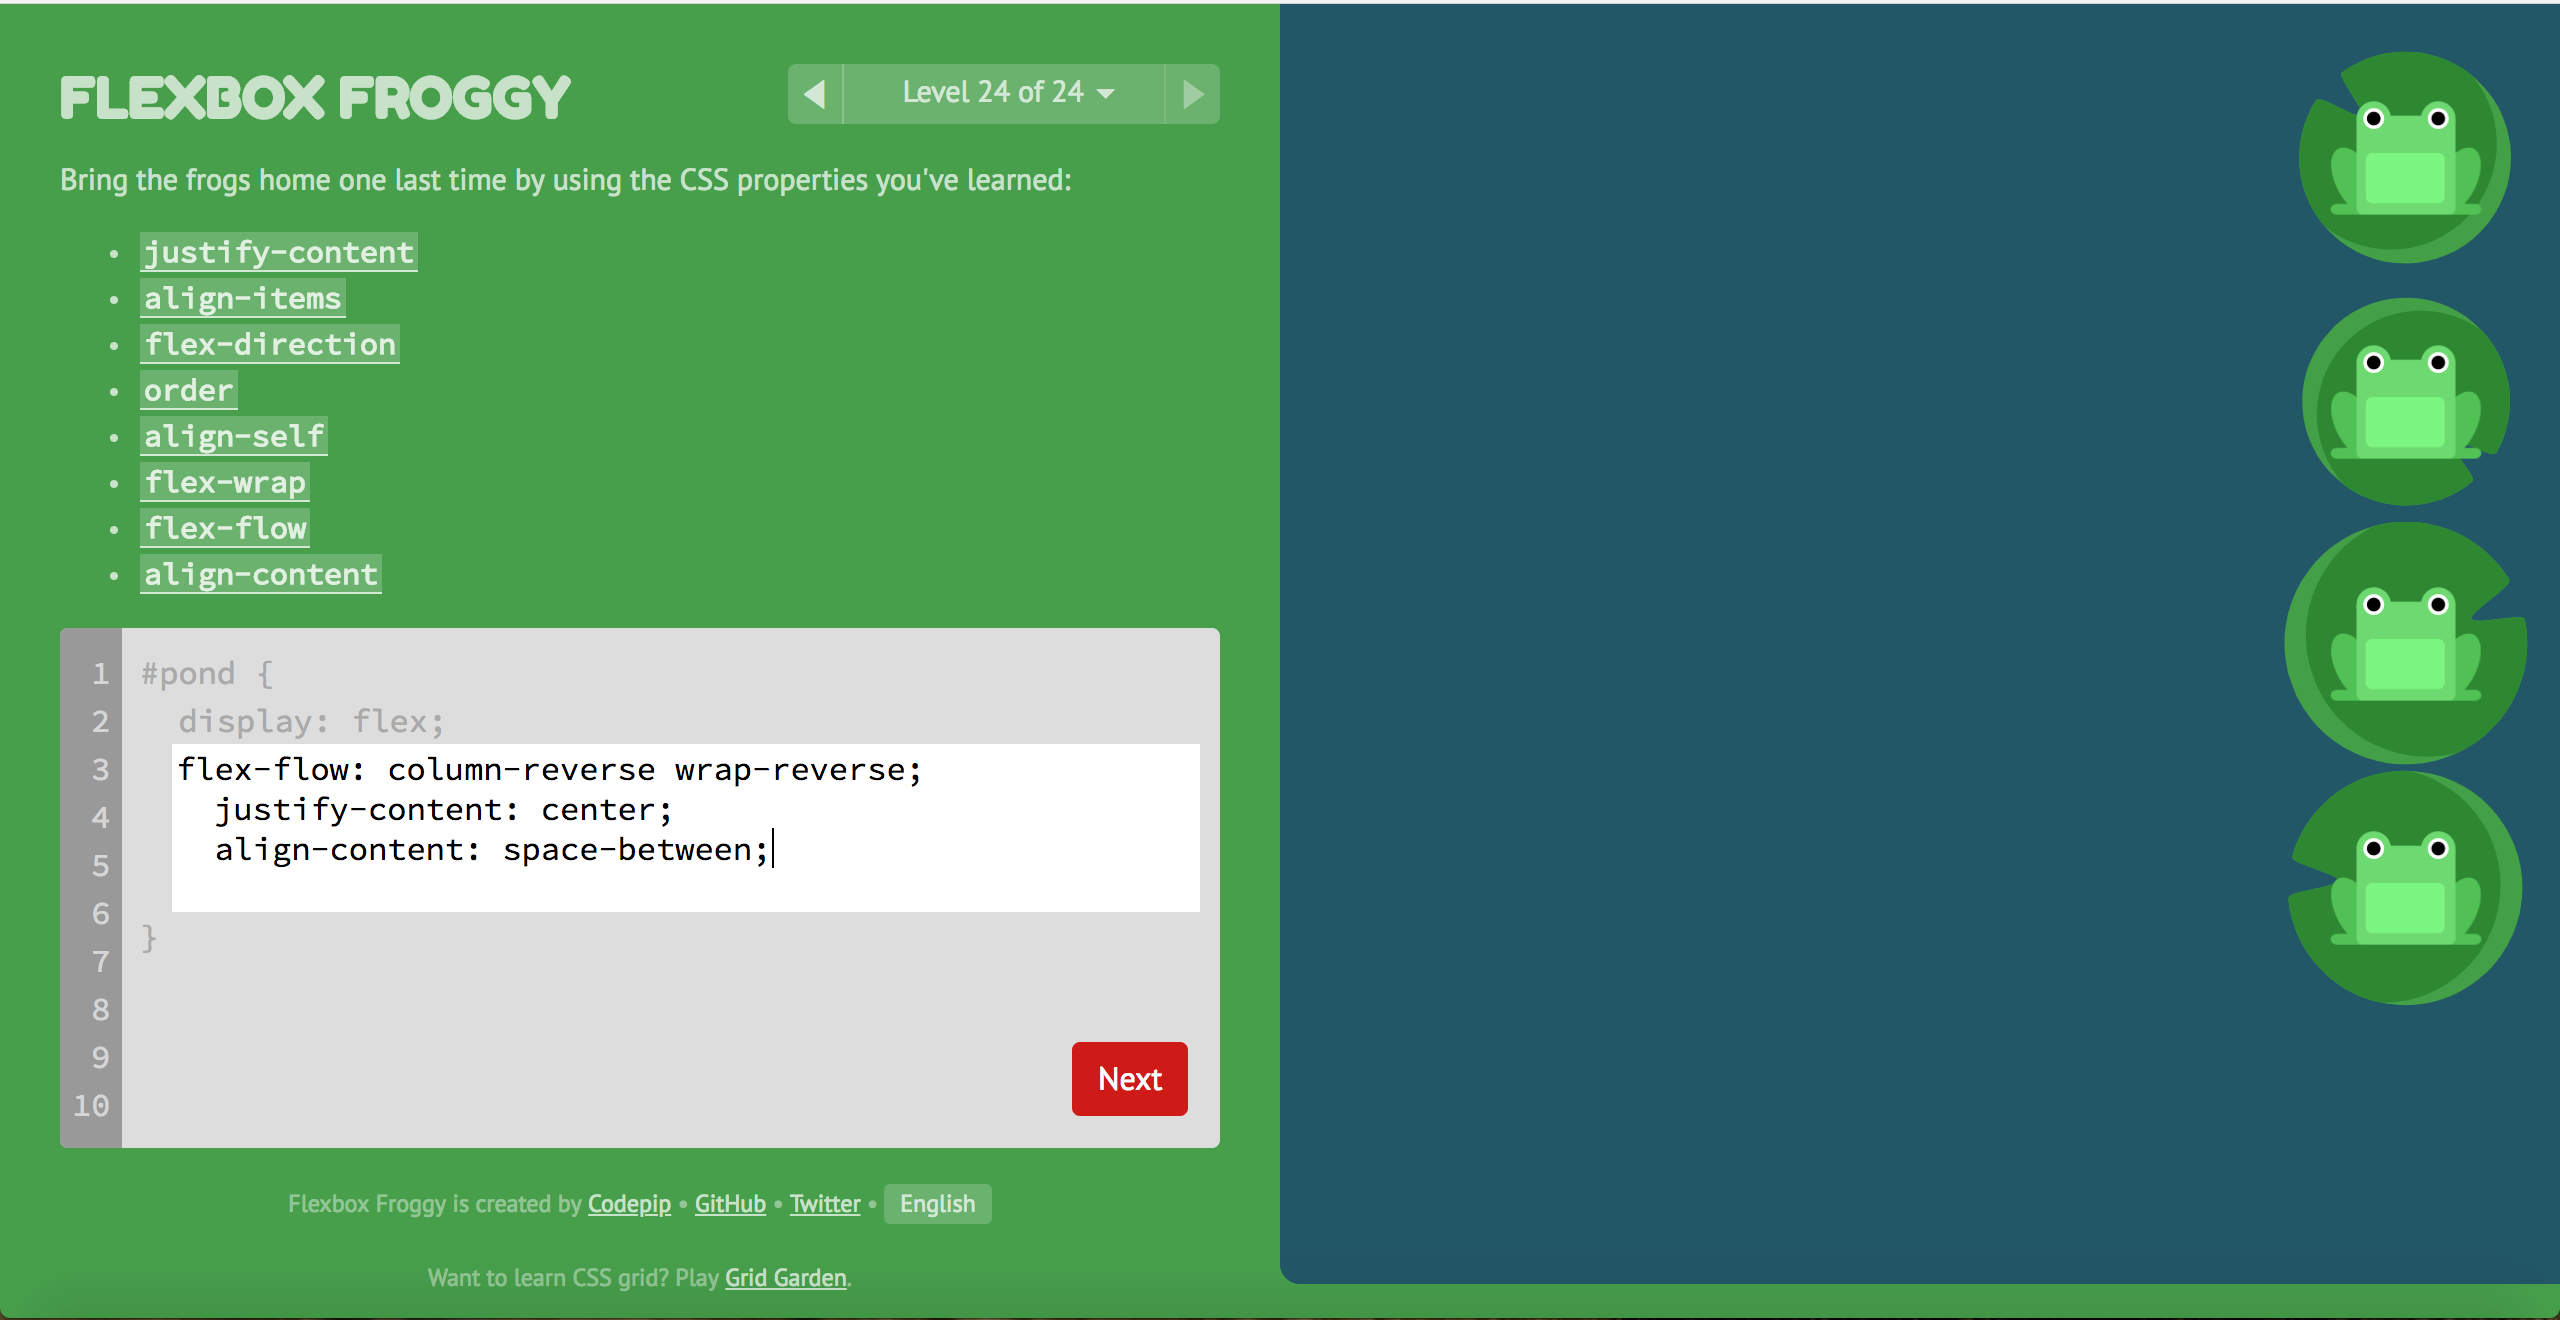 FLEXBOX FROGGY
Level 24 of 24
Bring the frogs home one last time by using the CSS properties you've learned:
• justify-content
• align-items
• flex-direction
• order
• align-self
• flex-wrap
• flex-flow
• align-content
1 #pond {
2 display: flex;
3 flex-flow: column-reverse wrap-reverse;
4 justify-content: center;
5 align-content: space-between;
6 }
7
8
9
10
Next
Flexbox Froggy is created by Codepip • GitHub • Twitter • English
Want to learn CSS grid? Play Grid Garden.